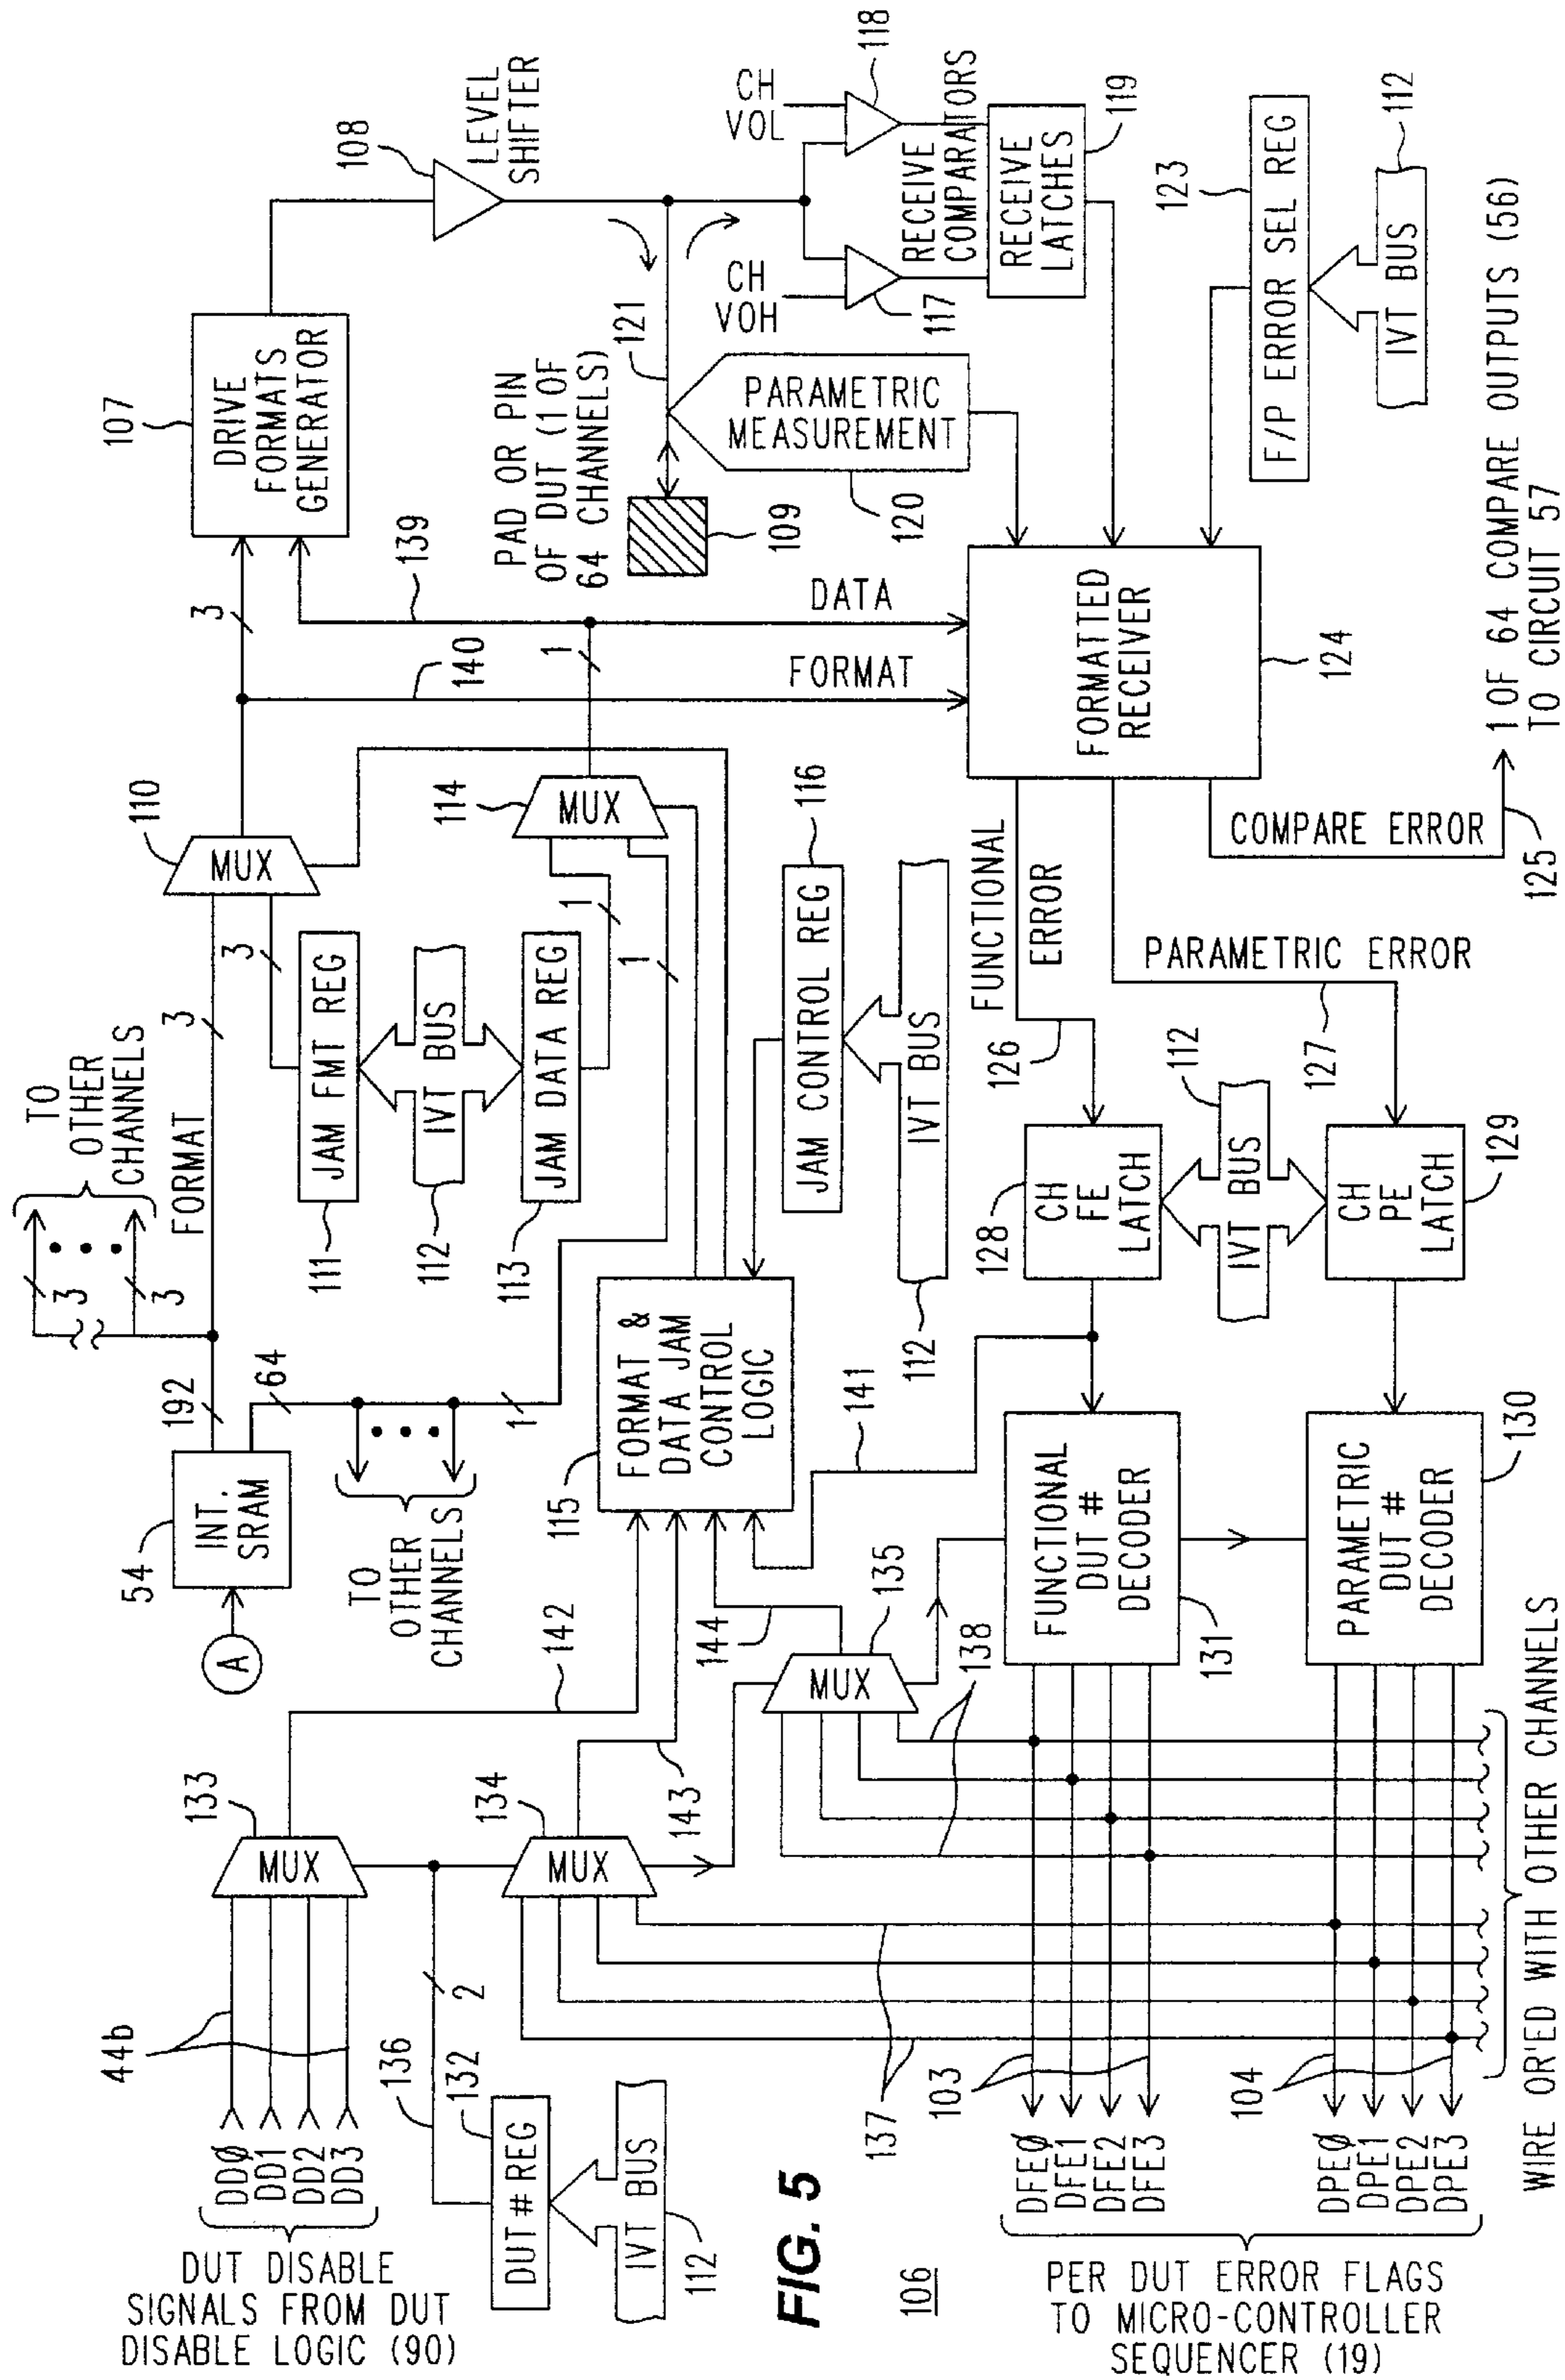 DUT DISABLE
SIGNALS FROM DUT
DISABLE LOGIC (90)
DDØ
DD1
DD2
DD3
44b
133
MUX
136
2
132
DUT # REG
IVT BUS
112
134
MUX
142
143
144
MUX
135
137
138
A
54
INT.
SRAM
192
64
1
TO
OTHER
CHANNELS
3
3
TO
OTHER
CHANNELS
FORMAT
3
3
110
MUX
3
107
DRIVE
FORMATS
GENERATOR
108
LEVEL
SHIFTER
111
JAM FMT REG
112
IVT BUS
113
JAM DATA REG
1
1
114
MUX
1
139
140
115
FORMAT &
DATA JAM
CONTROL
LOGIC
116
JAM CONTROL REG
IVT BUS
112
141
PAD OR PIN
OF DUT (1 OF
64 CHANNELS)
109
121
PARAMETRIC
MEASUREMENT
120
CH
VOH
CH
VOL
117
118
RECEIVE
COMPARATORS
RECEIVE
LATCHES
119
123
F/P ERROR SEL REG
IVT BUS
112
DATA
FORMAT
FORMATTED
RECEIVER
124
FUNCTIONAL
ERROR
126
PARAMETRIC ERROR
127
COMPARE ERROR
125
1 OF 64 COMPARE OUTPUTS (56)
TO CIRCUIT 57
128
CH
FE
LATCH
112
IVT BUS
CH
PE
LATCH
129
FUNCTIONAL
DUT #
DECODER
131
PARAMETRIC
DUT #
DECODER
130
103
DFEØ
DFE1
DFE2
DFE3
104
DPEØ
DPE1
DPE2
DPE3
PER DUT ERROR FLAGS
TO MICRO-CONTROLLER
SEQUENCER (19)
WIRE OR'ED WITH OTHER CHANNELS
FIG. 5
106